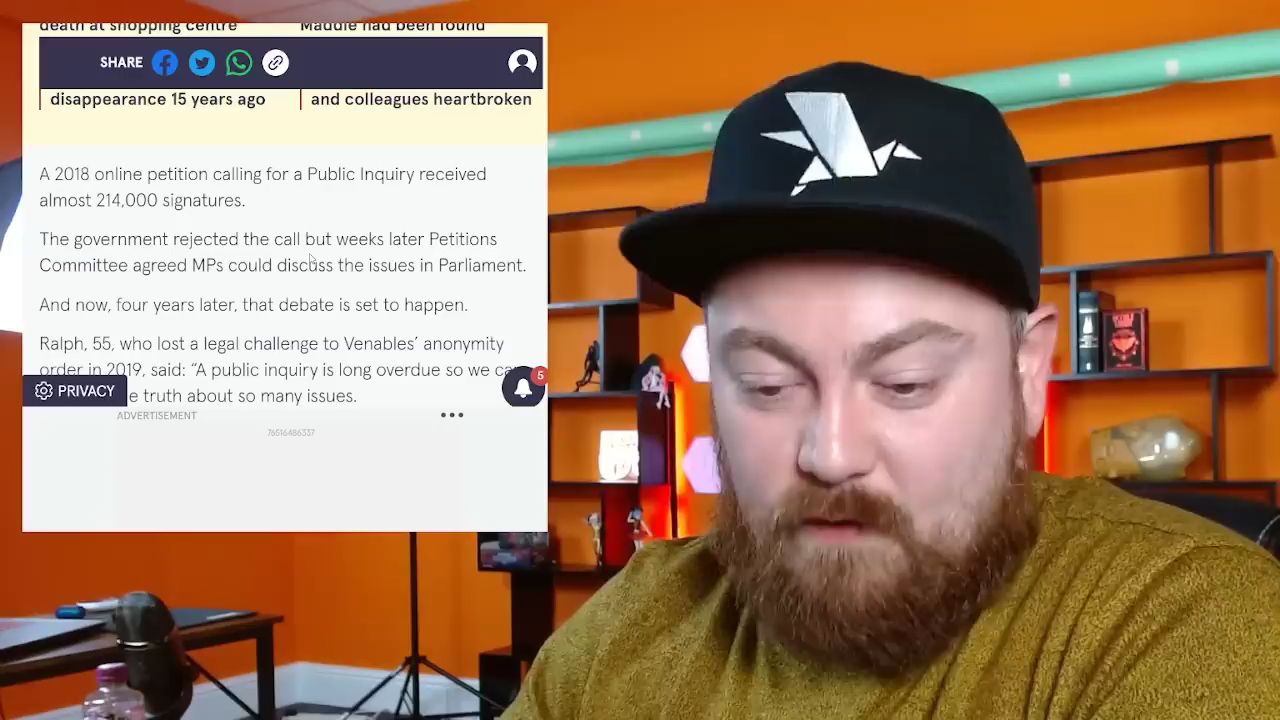 death at shopping centre
Maddie had been found
SHARE
disappearance 15 years ago
and colleagues heartbroken
A 2018 online petition calling for a Public Inquiry received
almost 214,000 signatures.
The government rejected the call but weeks later Petitions
Committee agreed MPs could discuss the issues in Parliament.
And now, four years later, that debate is set to happen.
Ralph, 55, who lost a legal challenge to Venables’ anonymity
order in 2019, said: “A public inquiry is long overdue so we
5
PRIVACY
truth about so many issues.
ADVERTISEMENT
76516486337